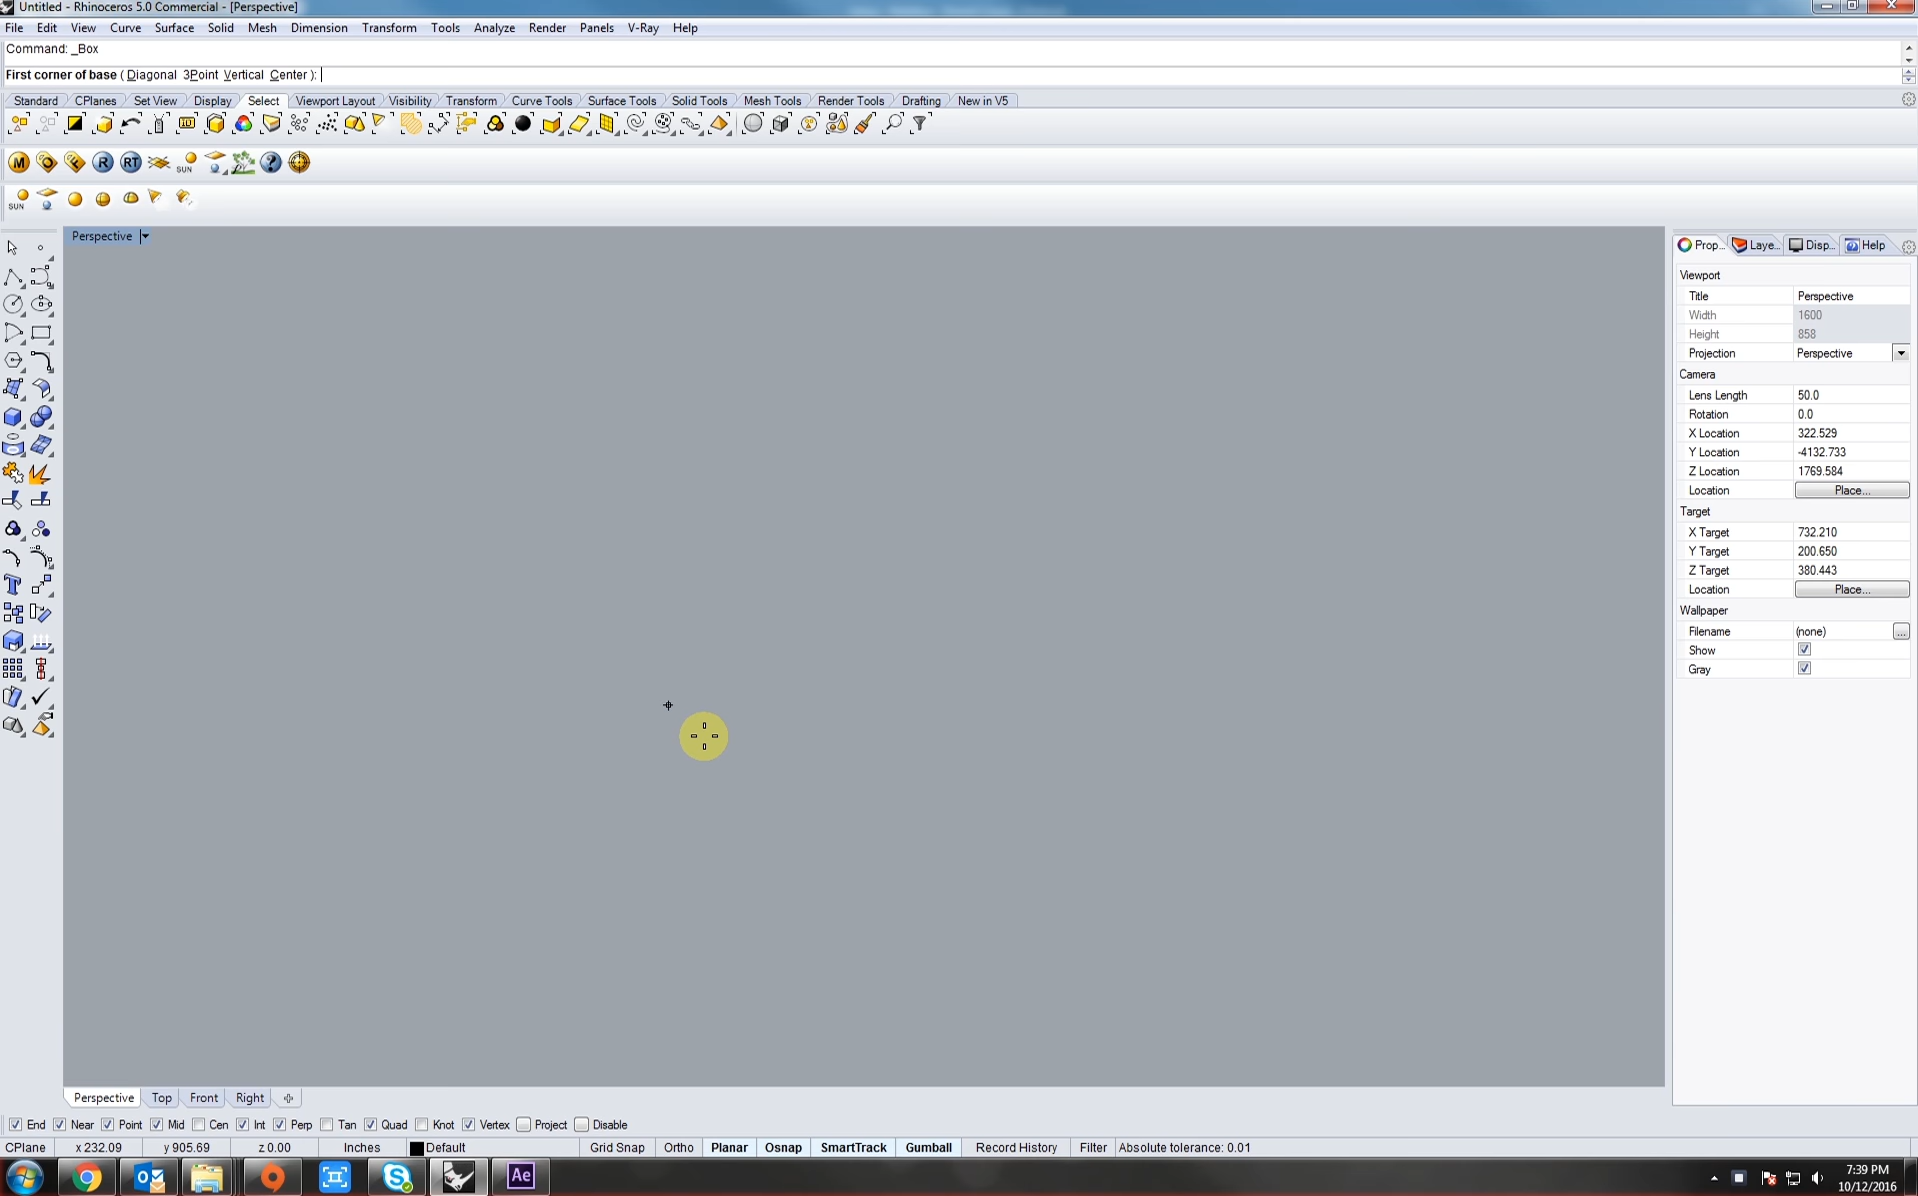 Untitled - Rhinoceros 5.0 Commercial - [Perspective]
File Edit View Curve Surface Solid Mesh Dimension Transform Tools Analyze Render Panels V-Ray Help
Command: _Box
First corner of base ( Diagonal 3Point Vertical Center ):
Standard CPlanes Set View Display Select Viewport Layout Visibility Transform Curve Tools Surface Tools Solid Tools Mesh Tools Render Tools Drafting New in V5
M R RT SUN ?
SUN
Perspective
Prop... Laye... Disp... Help
Viewport
Title Perspective
Width 1600
Height 858
Projection Perspective
Camera
Lens Length 50.0
Rotation 0.0
X Location 322.529
Y Location -4132.733
Z Location 1769.584
Location Place...
Target
X Target 732.210
Y Target 200.650
Z Target 380.443
Location Place...
Wallpaper
Filename (none) ...
Show
Gray
Perspective Top Front Right
End Near Point Mid Cen Int Perp Tan Quad Knot Vertex Project Disable
CPlane x 232.09 y 905.69 z 0.00 Inches Default Grid Snap Ortho Planar Osnap SmartTrack Gumball Record History Filter Absolute tolerance: 0.01
Ae
7:39 PM
10/12/2016